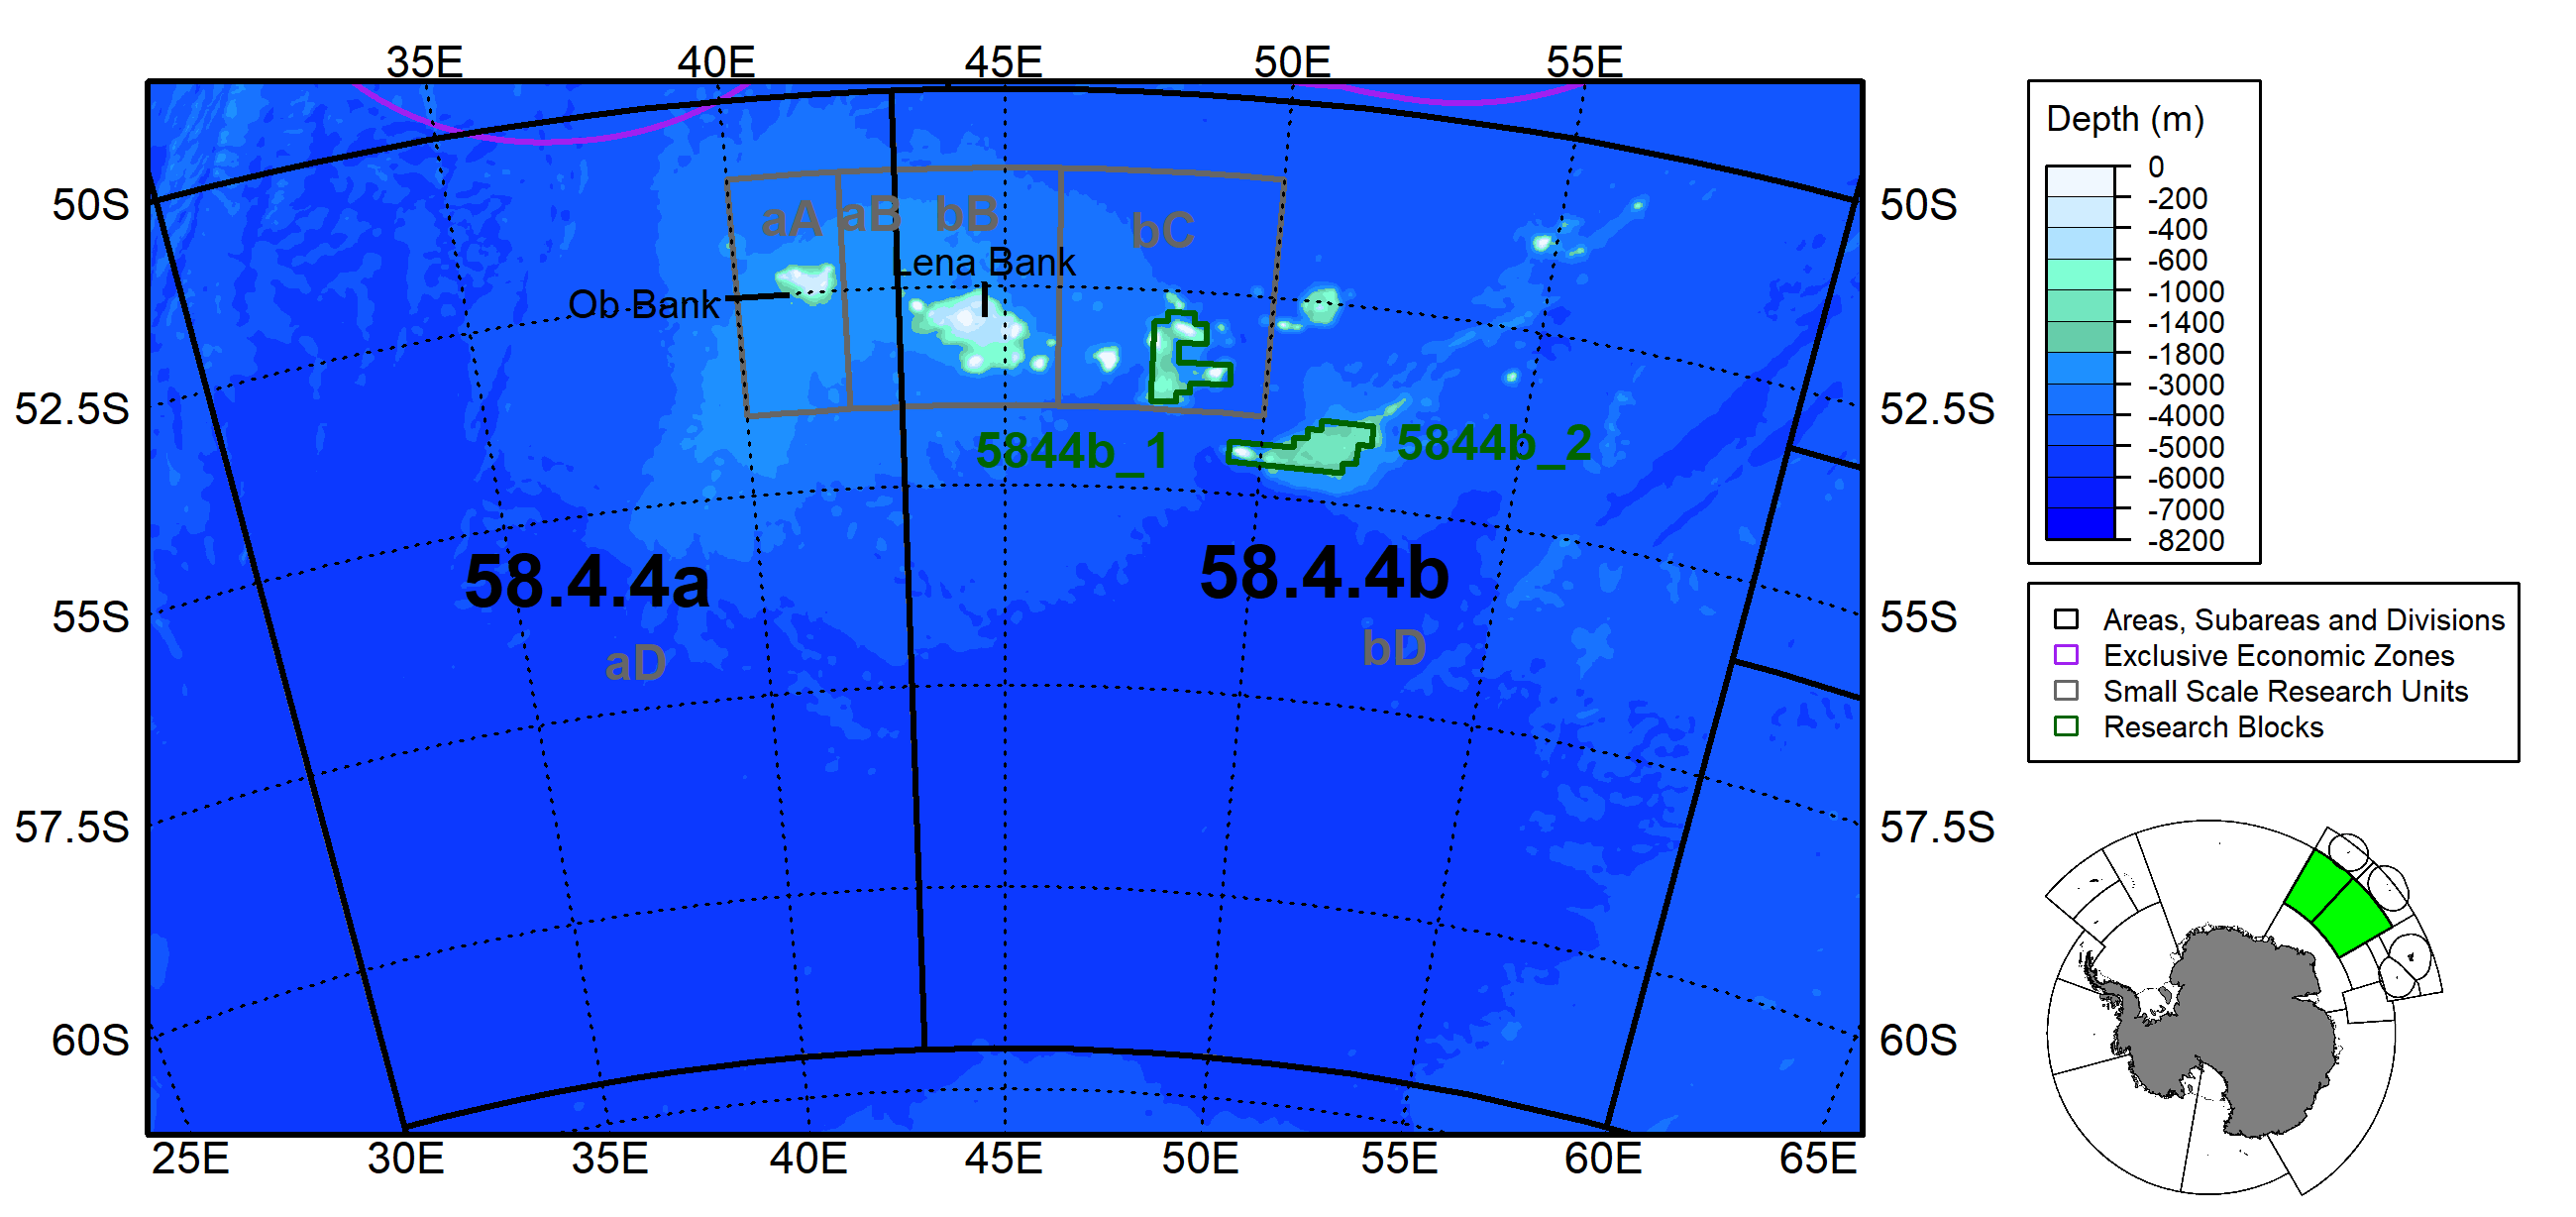 35E 40E 45E 50E 55E
50S
52.5S
55S
57.5S
60S
50S
52.5S
55S
57.5S
60S
25E 30E 35E 40E 45E 50E 55E 60E 65E
aA aB bB bC
Lena Bank
Ob Bank
5844b_1
5844b_2
58.4.4a
58.4.4b
aD
bD
Depth (m)
0
-200
-400
-600
-1000
-1400
-1800
-3000
-4000
-5000
-6000
-7000
-8200
Areas, Subareas and Divisions
Exclusive Economic Zones
Small Scale Research Units
Research Blocks